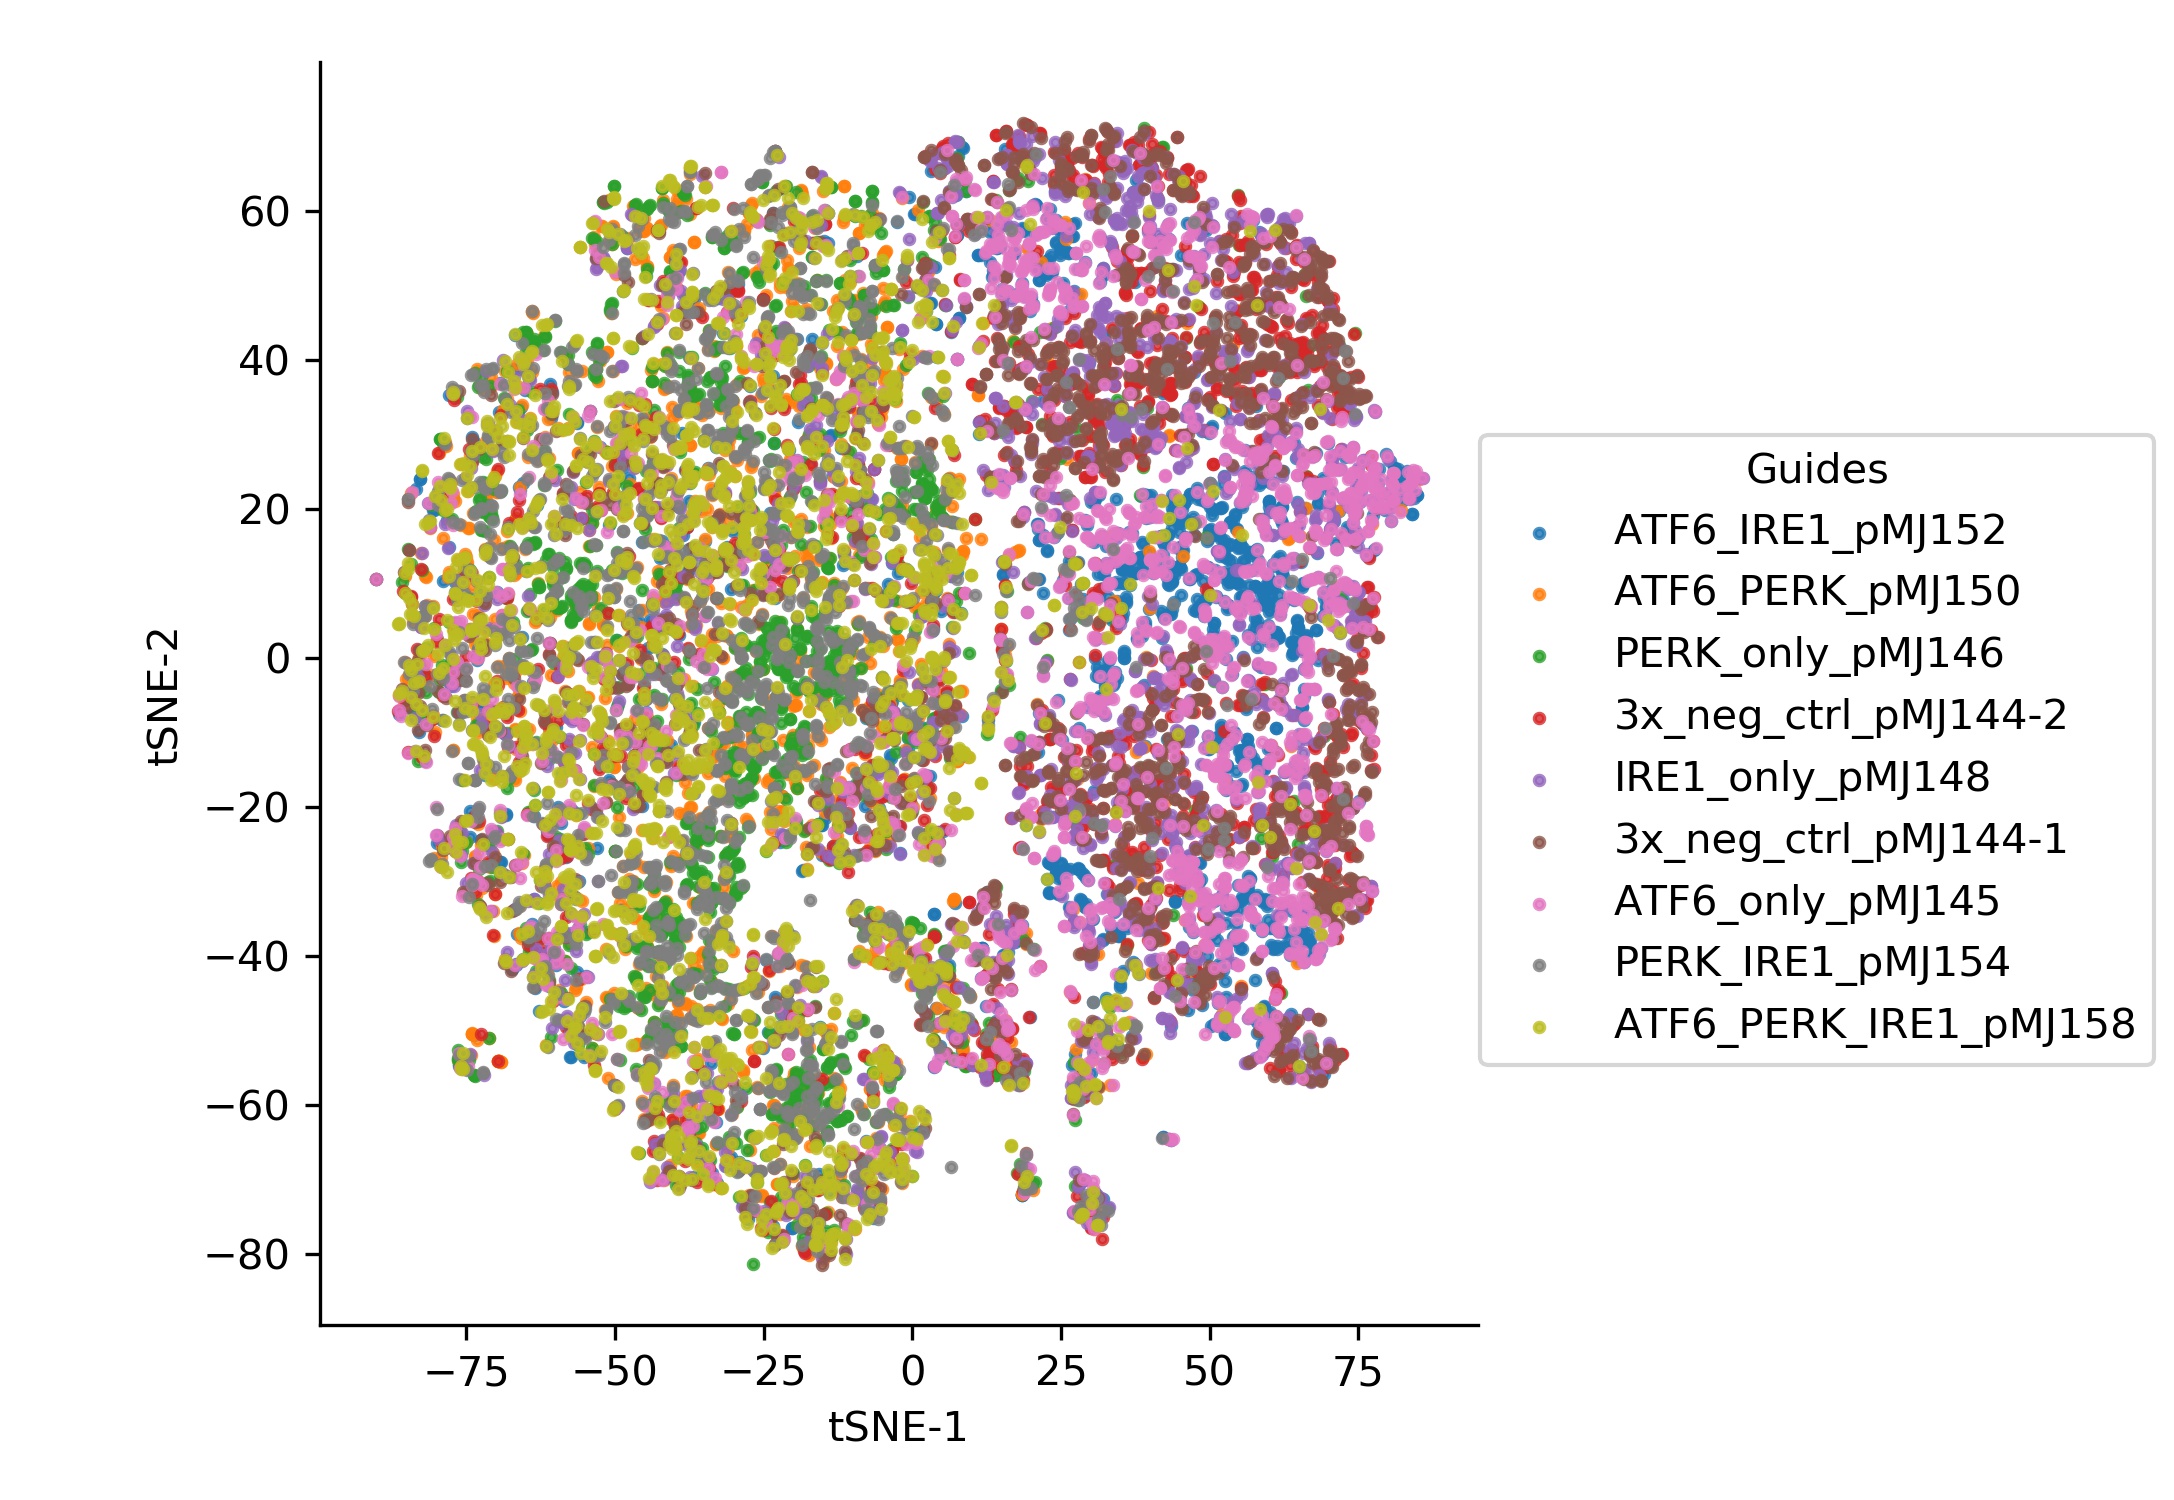 60
40
20
0
−20
−40
−60
−80
tSNE-2
−75 −50 −25 0 25 50 75
tSNE-1
Guides
ATF6_IRE1_pMJ152
ATF6_PERK_pMJ150
PERK_only_pMJ146
3x_neg_ctrl_pMJ144-2
IRE1_only_pMJ148
3x_neg_ctrl_pMJ144-1
ATF6_only_pMJ145
PERK_IRE1_pMJ154
ATF6_PERK_IRE1_pMJ158